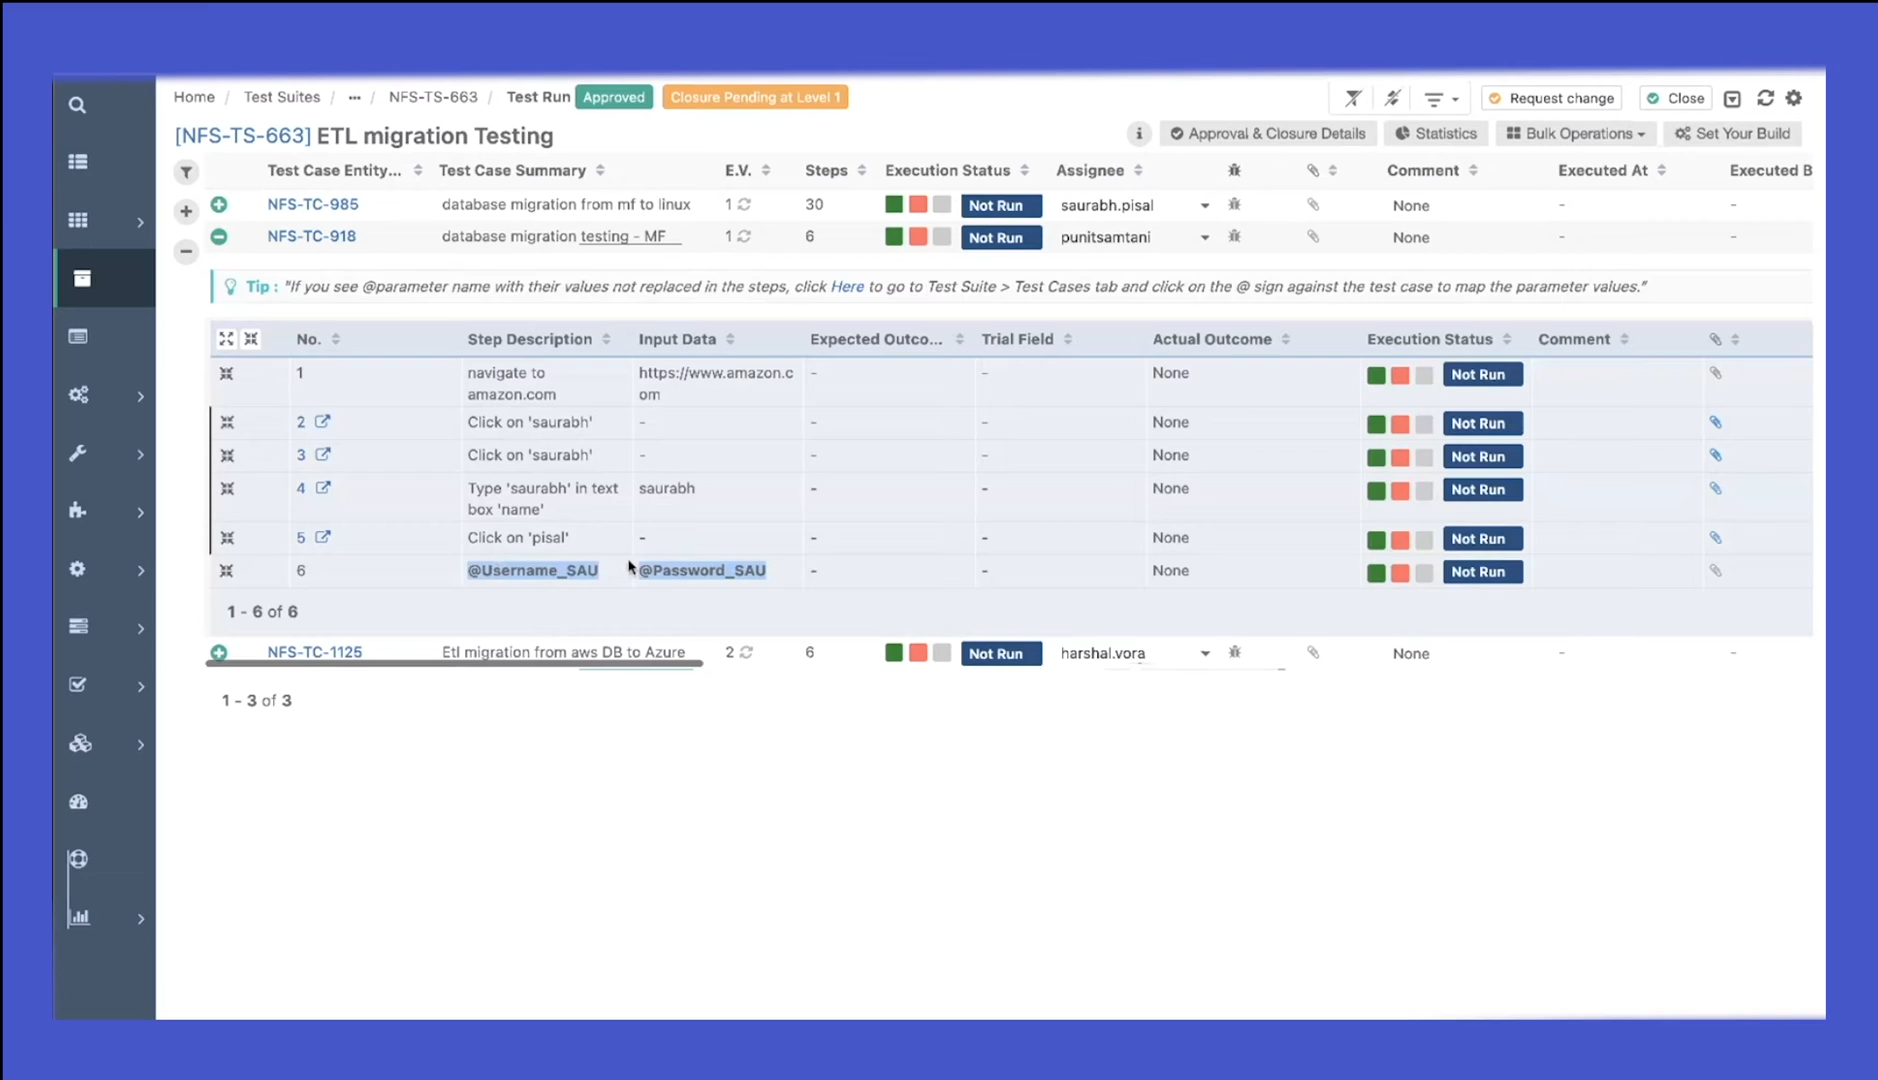 Home / Test Suites / ••• / NFS-TS-663 / Test Run Approved Closure Pending at Level 1 Request change Close
[NFS-TS-663] ETL migration Testing i Approval & Closure Details Statistics Bulk Operations Set Your Build
Test Case Entity... Test Case Summary E.V. Steps Execution Status Assignee Comment Executed At Executed B
NFS-TC-985 database migration from mf to linux 1 30 Not Run saurabh.pisal None - -
NFS-TC-918 database migration testing - MF 1 6 Not Run punitsamtani None - -
Tip : "If you see @parameter name with their values not replaced in the steps, click Here to go to Test Suite > Test Cases tab and click on the @ sign against the test case to map the parameter values."
No. Step Description Input Data Expected Outco... Trial Field Actual Outcome Execution Status Comment
1 navigate to https://www.amazon.c - - None Not Run
amazon.com om
2 Click on 'saurabh' - - - None Not Run
3 Click on 'saurabh' - - - None Not Run
4 Type 'saurabh' in text saurabh - - None Not Run
box 'name'
5 Click on 'pisal' - - - None Not Run
6 @Username_SAU @Password_SAU - - None Not Run
1 - 6 of 6
NFS-TC-1125 Etl migration from aws DB to Azure 2 6 Not Run harshal.vora None - -
1 - 3 of 3